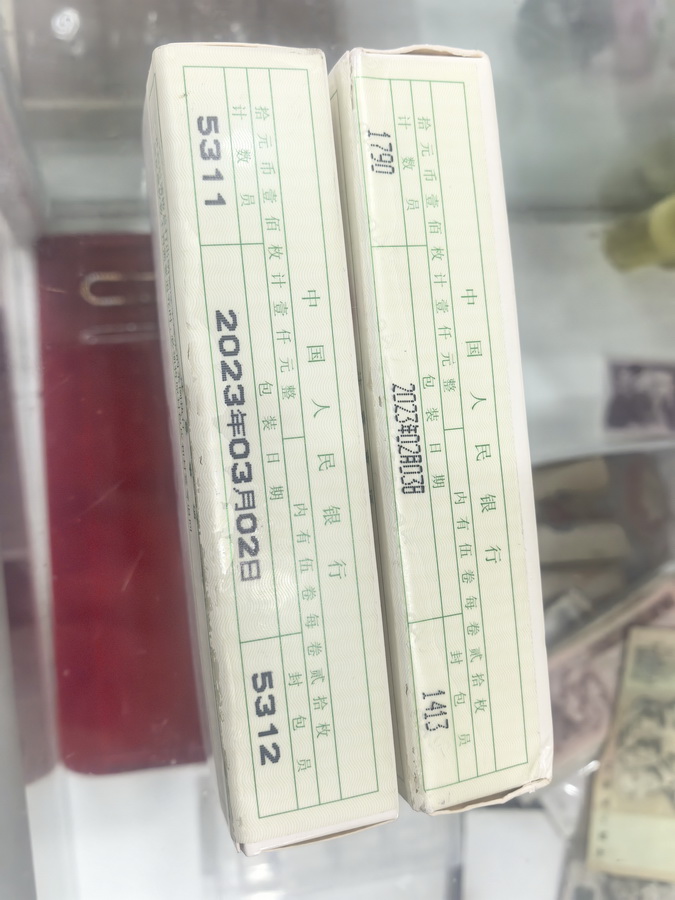 中国人民银行
拾元币壹佰枚计壹仟元整
内有伍卷每卷贰拾枚
计数员
包装日期
封包员
5311
2023年03月02日
5312
中国人民银行
拾元币壹佰枚计壹仟元整
内有伍卷每卷贰拾枚
计数员
包装日期
封包员
1790
2023年02月03日
1413